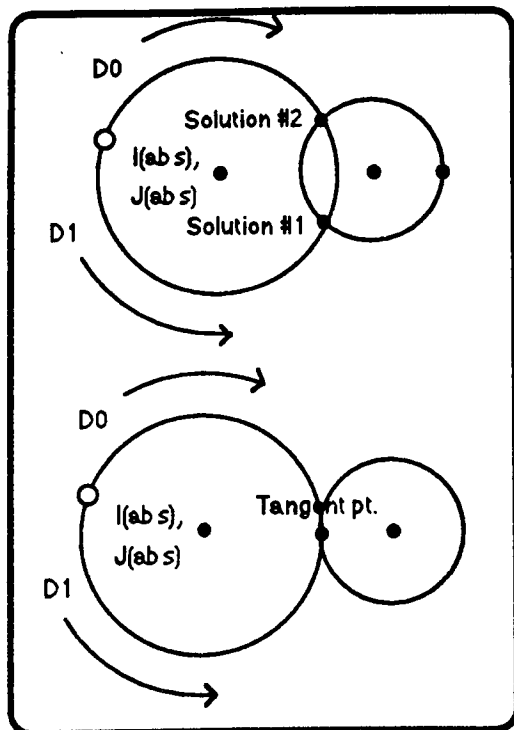 D0
Solution #2
I(abs),
J(abs)
Solution #1
D1
D0
Tangent pt.
I(abs),
J(abs)
D1